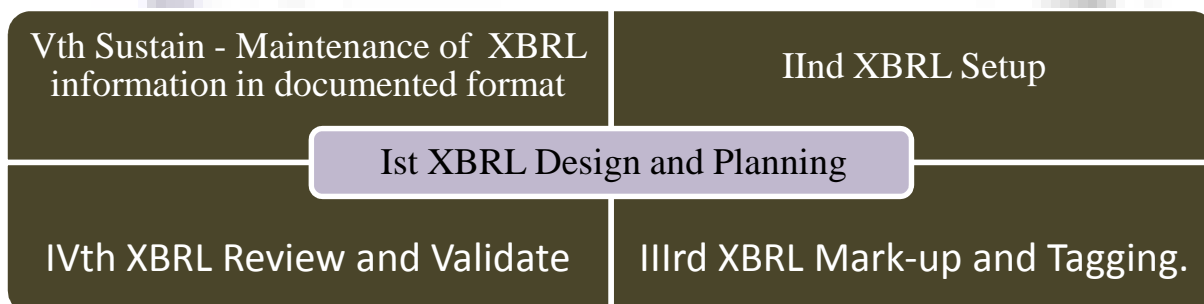 Vth Sustain - Maintenance of XBRL
information in documented format
IInd XBRL Setup
Ist XBRL Design and Planning
IVth XBRL Review and Validate
IIIrd XBRL Mark-up and Tagging.